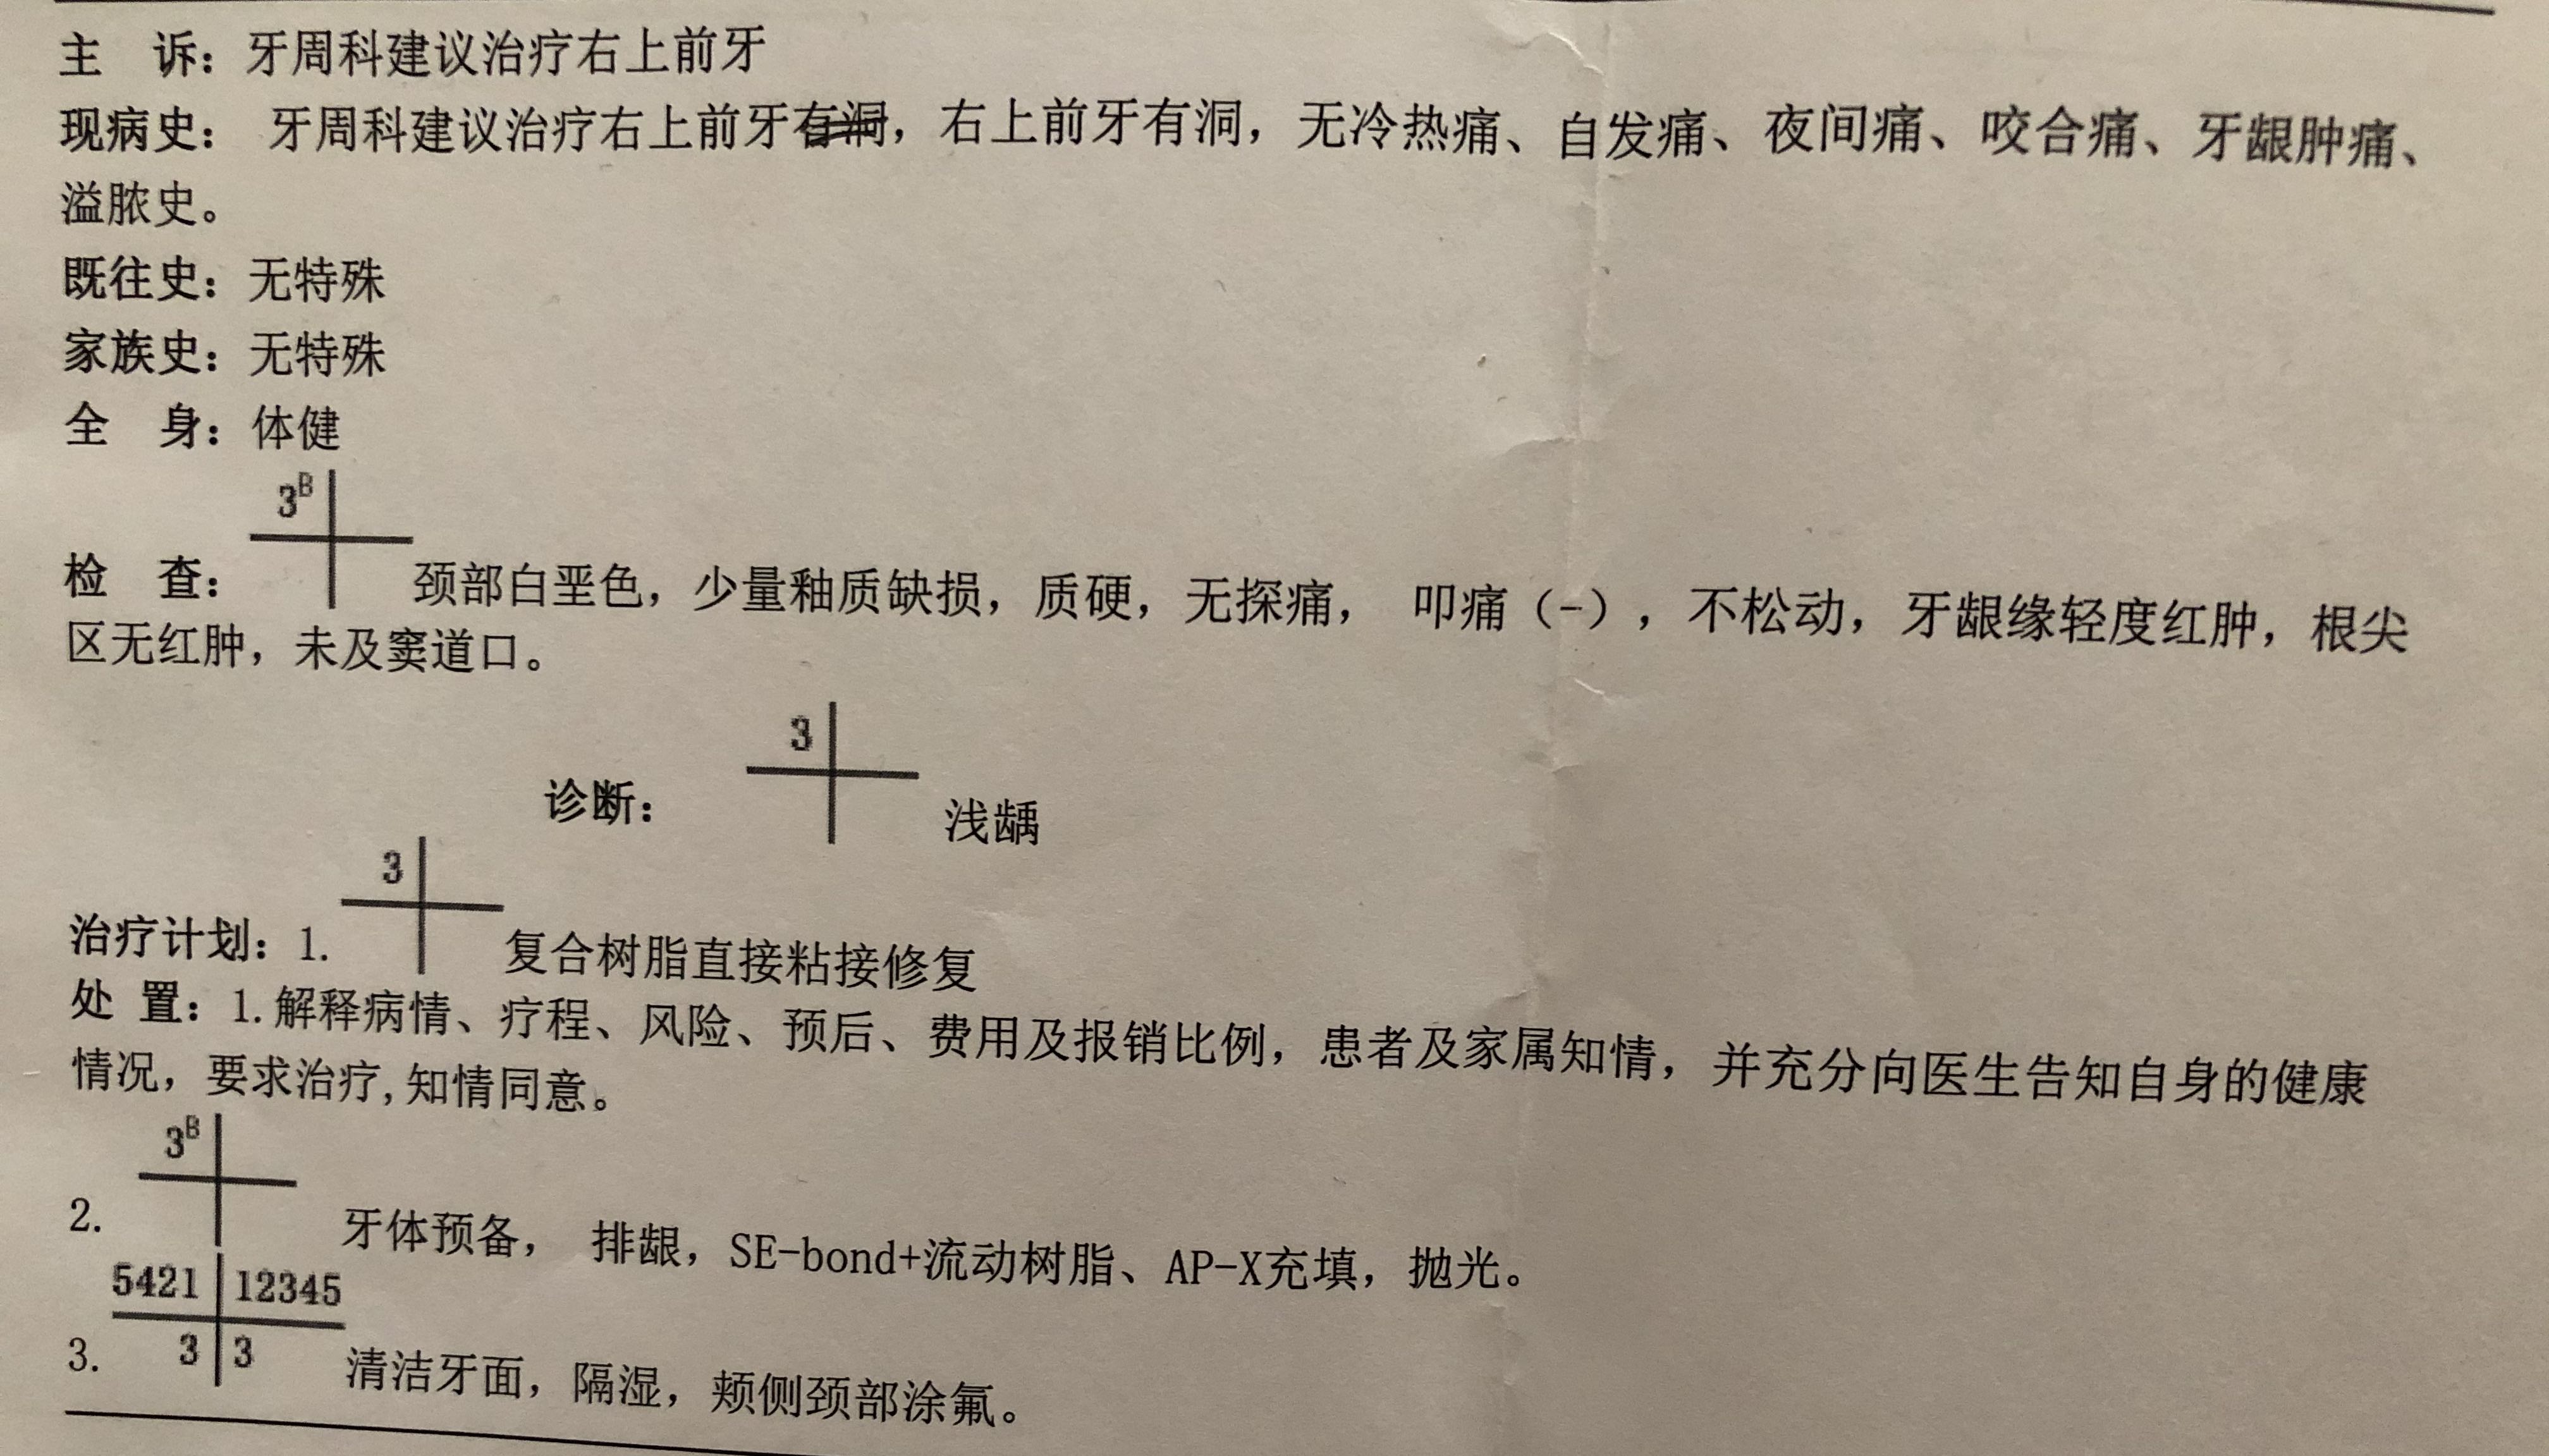 主 诉：牙周科建议治疗右上前牙
现病史： 牙周科建议治疗右上前牙有洞，右上前牙有洞，无冷热痛、自发痛、夜间痛、咬合痛、牙龈肿痛、
溢脓史。
既往史：无特殊
家族史：无特殊
全 身：体健
3B
检 查： 颈部白垩色，少量釉质缺损，质硬，无探痛， 叩痛（-），不松动，牙龈缘轻度红肿，根尖
区无红肿，未及窦道口。
3
诊断： 浅龋
3
治疗计划：1. 复合树脂直接粘接修复
处 置：1.解释病情、疗程、风险、预后、费用及报销比例，患者及家属知情，并充分向医生告知自身的健康
情况，要求治疗,知情同意。
3B
2. 牙体预备， 排龈，SE-bond+流动树脂、AP-X充填，抛光。
5421 12345
3. 3 3 清洁牙面，隔湿，颊侧颈部涂氟。